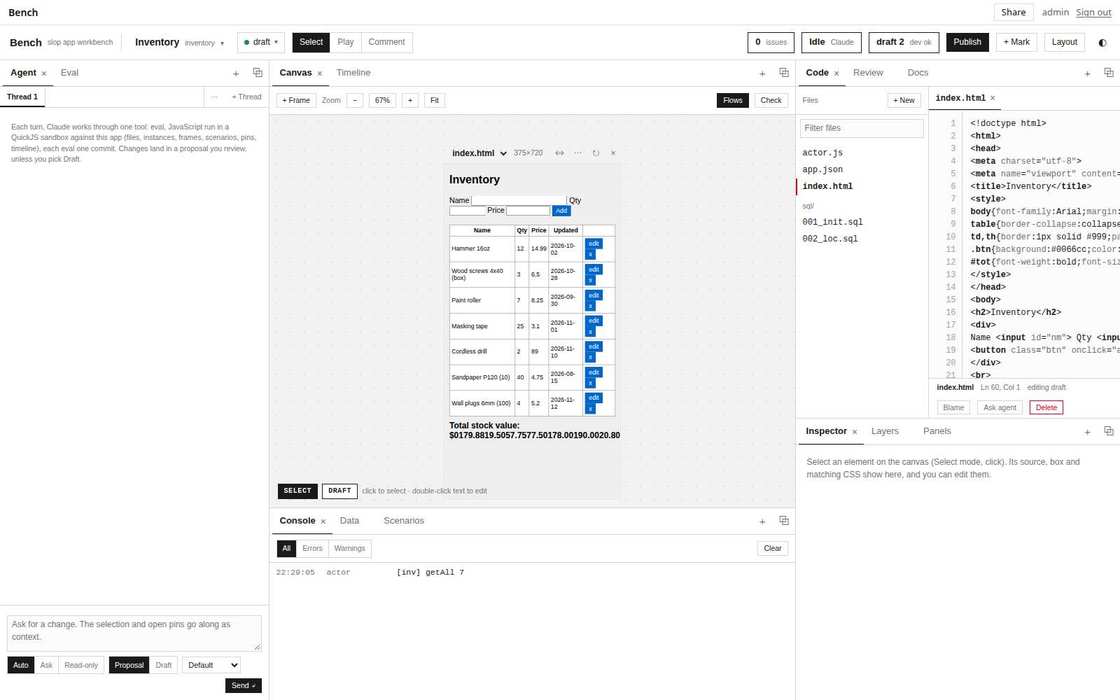 Bench
Share admin Sign out
Bench slop app workbench Inventory inventory draft Select Play Comment 0 issues Idle Claude draft 2 dev ok Publish + Mark Layout
Agent × Eval +
Thread 1 ... + Thread
Each turn, Claude works through one tool: eval, JavaScript run in a
QuickJS sandbox against this app (files, instances, frames, scenarios, pins,
timeline), each eval one commit. Changes land in a proposal you review,
unless you pick Draft.
Ask for a change. The selection and open pins go along as
context.
Auto Ask Read-only Proposal Draft Default
Send
Canvas × Timeline +
+ Frame Zoom − 67% + Fit Flows Check
index.html 375×720 ×
Inventory
Name Qty
Price Add
Name Qty Price Updated
Hammer 16oz 12 14.99 2026-10-02 edit x
Wood screws 4x40 (box) 3 6.5 2026-10-28 edit x
Paint roller 7 8.25 2026-09-30 edit x
Masking tape 25 3.1 2026-11-01 edit x
Cordless drill 2 89 2026-11-10 edit x
Sandpaper P120 (10) 40 4.75 2026-08-15 edit x
Wall plugs 6mm (100) 4 5.2 2026-11-12 edit x
Total stock value:
$0179.8819.5057.7577.50178.00190.0020.80
SELECT DRAFT click to select · double-click text to edit
Console × Data Scenarios +
All Errors Warnings Clear
22:29:05 actor [inv] getAll 7
Code × Review Docs +
Files + New
Filter files
actor.js
app.json
index.html
sql/
001_init.sql
002_loc.sql
index.html ×
1 <!doctype html>
2 <html>
3 <head>
4 <meta charset="utf-8">
5 <meta name="viewport" content=
6 <title>Inventory</title>
7 <style>
8 body{font-family:Arial;margin:
9 table{border-collapse:collapse
10 td,th{border:1px solid #999;pa
11 .btn{background:#0066cc;color:
12 #tot{font-weight:bold;font-siz
13 </style>
14 </head>
15 <body>
16 <h2>Inventory</h2>
17 <div>
18 Name <input id="nm"> Qty <inpu
19 <button class="btn" onclick="a
20 </div>
21 <br>
index.html Ln 60, Col 1 editing draft
Blame Ask agent Delete
Inspector × Layers Panels +
Select an element on the canvas (Select mode, click). Its source, box and
matching CSS show here, and you can edit them.